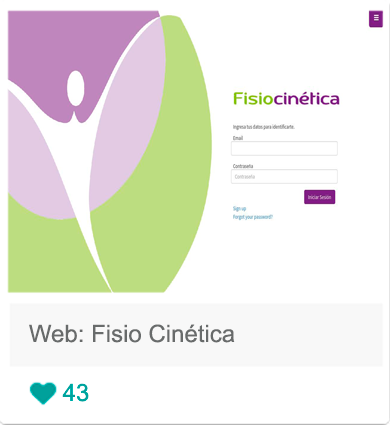 Fisiocinética
Ingresa tus datos para identificarte.
Email
Contraseña
Contraseña
Iniciar Sesión
Sign up
Forgot your password?
Web: Fisio Cinética
43